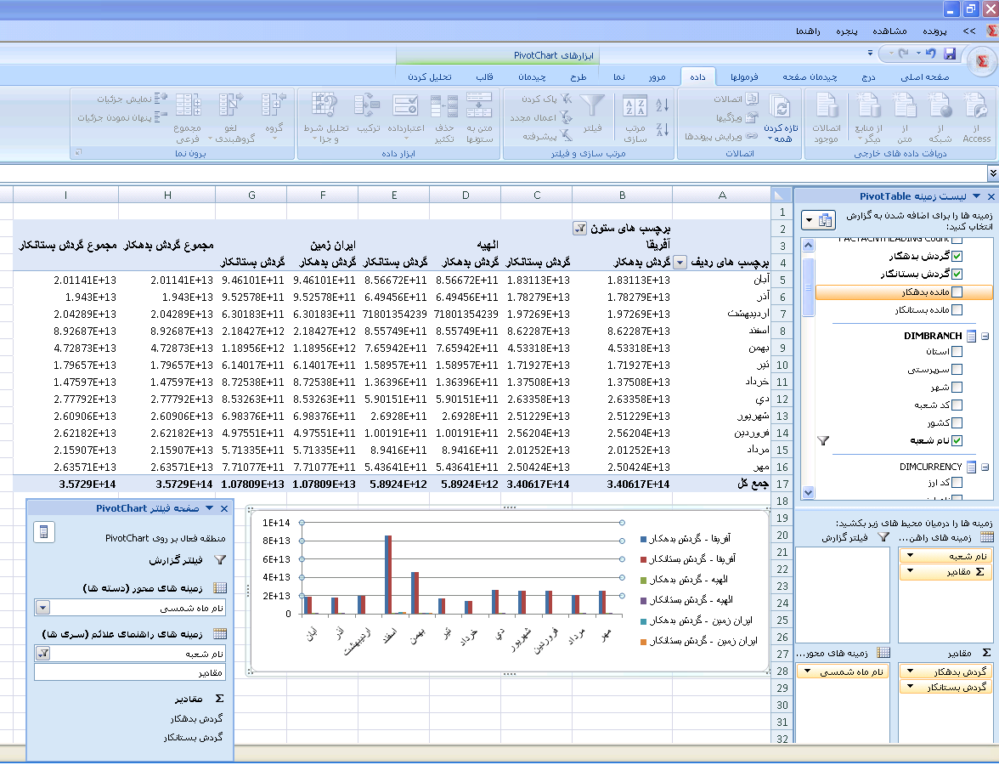 راهنما پنجره مشاهده پرونده >>
ابزارهای PivotChart
صفحه اصلی درج چیدمان صفحه فرمولها داده مرور نما طرح چیدمان قالب تحلیل کردن
از Access
از شبکه
از متن
از منابع دیگر
اتصالات موجود
دریافت داده های خارجی
تازه کردن همه
اتصالات
ویژگیها
ویرایش پیوندها
اتصالات
مرتب سازی
فیلتر
پاک کردن
اعمال مجدد
پیشرفته
مرتب سازی و فیلتر
متن به ستونها
حذف تکثیر
اعتبارداده
ترکیب
تحلیل شرط و جزا
ابزار داده
گروه
لغو گروهبندی
مجموع فرعی
نمایش جزئیات
پنهان نمودن جزئیات
برون نما
A B C D E F G H I
برچسب های ستون
آفریقا الهیه ایران زمین مجموع گردش بدهکار مجموع گردش بستانکار
برچسب های ردیف گردش بدهکار گردش بستانکار گردش بدهکار گردش بستانکار گردش بدهکار گردش بستانکار
آبان 1.83113E+13 1.83113E+13 8.56672E+11 8.56672E+11 9.46101E+11 9.46101E+11 2.01141E+13 2.01141E+13
آذر 1.78279E+13 1.78279E+13 6.49456E+11 6.49456E+11 9.52578E+11 9.52578E+11 1.943E+13 1.943E+13
اردیبهشت 1.97269E+13 1.97269E+13 71801354239 71801354239 6.30183E+11 6.30183E+11 2.04289E+13 2.04289E+13
اسفند 8.62287E+13 8.62287E+13 8.55749E+11 8.55749E+11 2.18427E+12 2.18427E+12 8.92687E+13 8.92687E+13
بهمن 4.53318E+13 4.53318E+13 7.65942E+11 7.65942E+11 1.18956E+12 1.18956E+12 4.72873E+13 4.72873E+13
تیر 1.71927E+13 1.71927E+13 1.58957E+11 1.58957E+11 6.14017E+11 6.14017E+11 1.79657E+13 1.79657E+13
خرداد 1.37508E+13 1.37508E+13 1.36396E+11 1.36396E+11 8.72538E+11 8.72538E+11 1.47597E+13 1.47597E+13
دي 2.63358E+13 2.63358E+13 5.90151E+11 5.90151E+11 8.53263E+11 8.53263E+11 2.77792E+13 2.77792E+13
شهریور 2.51229E+13 2.51229E+13 2.6928E+11 2.6928E+11 6.98376E+11 6.98376E+11 2.60906E+13 2.60906E+13
فروردین 2.56204E+13 2.56204E+13 1.00191E+11 1.00191E+11 4.97551E+11 4.97551E+11 2.62182E+13 2.62182E+13
مرداد 2.01252E+13 2.01252E+13 8.9416E+11 8.9416E+11 5.71335E+11 5.71335E+11 2.15907E+13 2.15907E+13
مهر 2.50424E+13 2.50424E+13 5.43641E+11 5.43641E+11 7.71077E+11 7.71077E+11 2.63571E+13 2.63571E+13
جمع کل 3.40617E+14 3.40617E+14 5.8924E+12 5.8924E+12 1.07809E+13 1.07809E+13 3.5729E+14 3.5729E+14
1
2
3
4
5
6
7
8
9
10
11
12
13
14
15
16
17
18
19
20
21
22
23
24
25
26
27
28
29
30
31
32
لیست زمینه PivotTable
زمینه ها را برای اضافه شدن به گزارش
انتخاب کنید:
FACTACNTHEADING Count
گردش بدهکار
گردش بستانکار
مانده بدهکار
مانده بستانکار
DIMBRANCH
استان
سرپرستی
شهر
کد شعبه
کشور
نام شعبه
DIMCURRENCY
کد ارز
زمینه ها را درمیان محیط های زیر بکشید:
زمینه های راهن... فیلتر گزارش
نام شعبه
Σ مقادیر
Σ مقادیر زمینه های محور...
گردش بدهکار نام ماه شمسی
گردش بستانکار
1E+14
8E+13
6E+13
4E+13
2E+13
0
آبان آذر اردیبهشت اسفند بهمن تیر خرداد دي شهریور فروردین مرداد مهر
آفریقا - گردش بدهکار
آفریقا - گردش بستانکار
الهیه - گردش بدهکار
الهیه - گردش بستانکار
ایران زمین - گردش بدهکار
ایران زمین - گردش بستانکار
صفحه فیلتر PivotChart
منطقه فعال بر روی PivotChart
فیلتر گزارش
زمینه های محور (دسته ها)
نام ماه شمسی
زمینه های راهنمای علائم (سری ها)
نام شعبه
مقادیر
Σ مقادیر
گردش بدهکار
گردش بستانکار